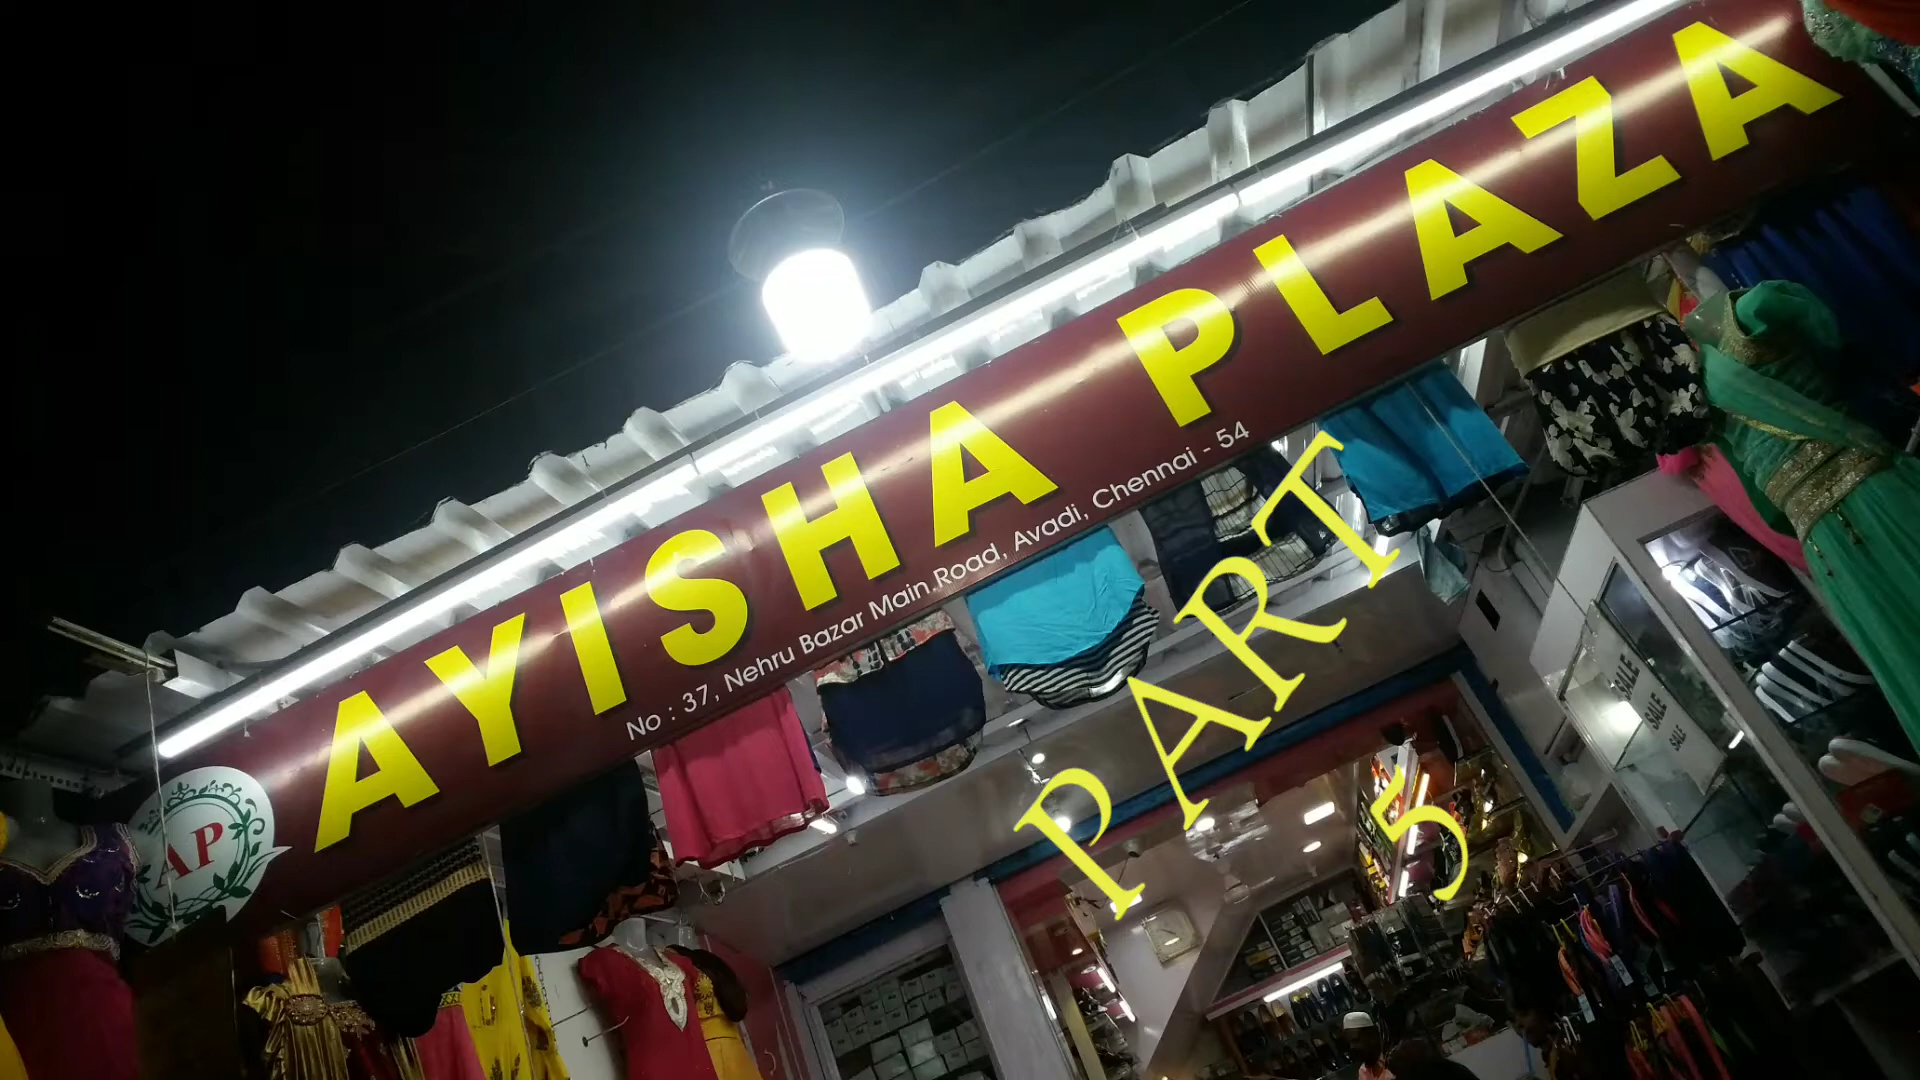 AYISHA PLAZA
No : 37, Nehru Bazar Main Road, Avadi, Chennai - 54
AP
PART
5
SALE
SALE
SALE